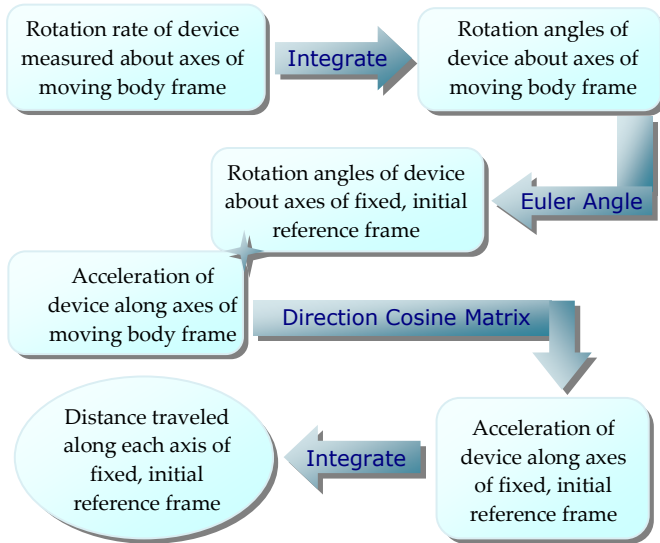 Rotation rate of device
measured about axes of
moving body frame
Integrate
Rotation angles of
device about axes of
moving body frame
Euler Angle
Rotation angles of device
about axes of fixed, initial
reference frame
Acceleration of
device along axes of
moving body frame
Direction Cosine Matrix
Acceleration of
device along axes
of fixed, initial
reference frame
Integrate
Distance traveled
along each axis of
fixed, initial
reference frame